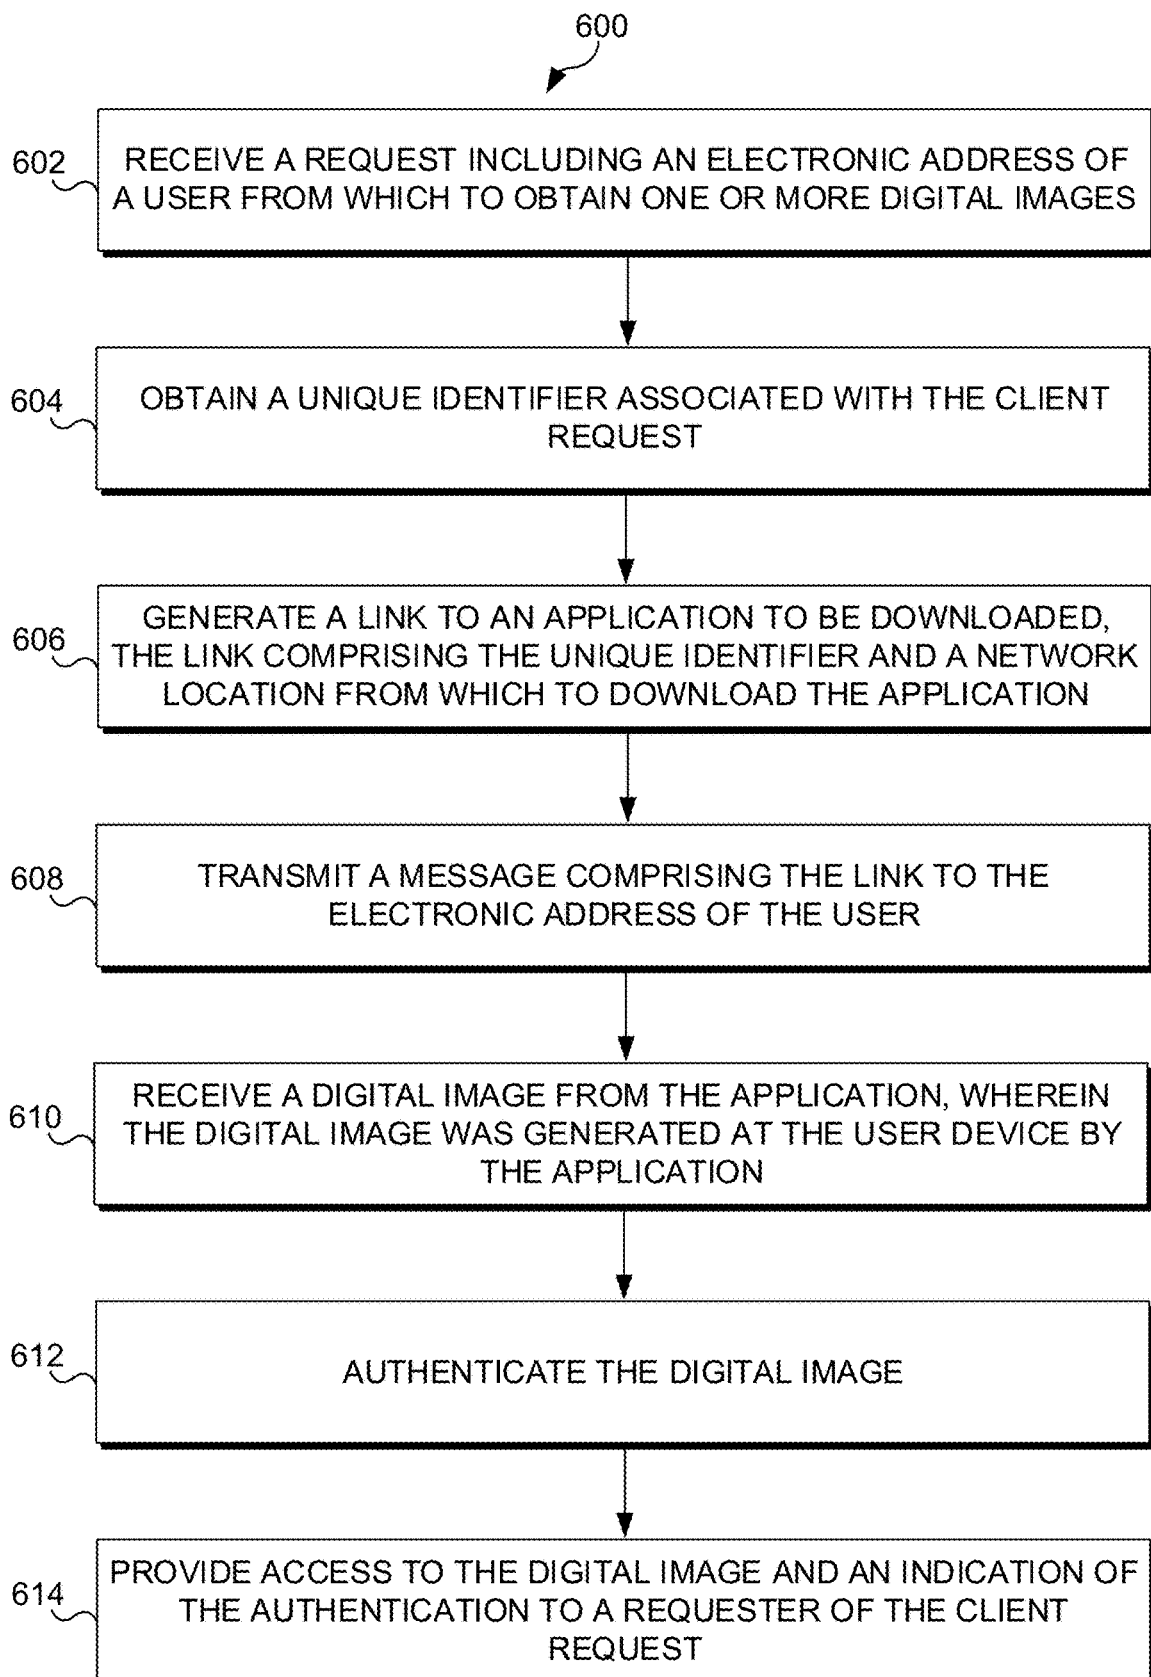 600
602
RECEIVE A REQUEST INCLUDING AN ELECTRONIC ADDRESS OF
A USER FROM WHICH TO OBTAIN ONE OR MORE DIGITAL IMAGES
604
OBTAIN A UNIQUE IDENTIFIER ASSOCIATED WITH THE CLIENT
REQUEST
606
GENERATE A LINK TO AN APPLICATION TO BE DOWNLOADED,
THE LINK COMPRISING THE UNIQUE IDENTIFIER AND A NETWORK
LOCATION FROM WHICH TO DOWNLOAD THE APPLICATION
608
TRANSMIT A MESSAGE COMPRISING THE LINK TO THE
ELECTRONIC ADDRESS OF THE USER
610
RECEIVE A DIGITAL IMAGE FROM THE APPLICATION, WHEREIN
THE DIGITAL IMAGE WAS GENERATED AT THE USER DEVICE BY
THE APPLICATION
612
AUTHENTICATE THE DIGITAL IMAGE
614
PROVIDE ACCESS TO THE DIGITAL IMAGE AND AN INDICATION OF
THE AUTHENTICATION TO A REQUESTER OF THE CLIENT
REQUEST